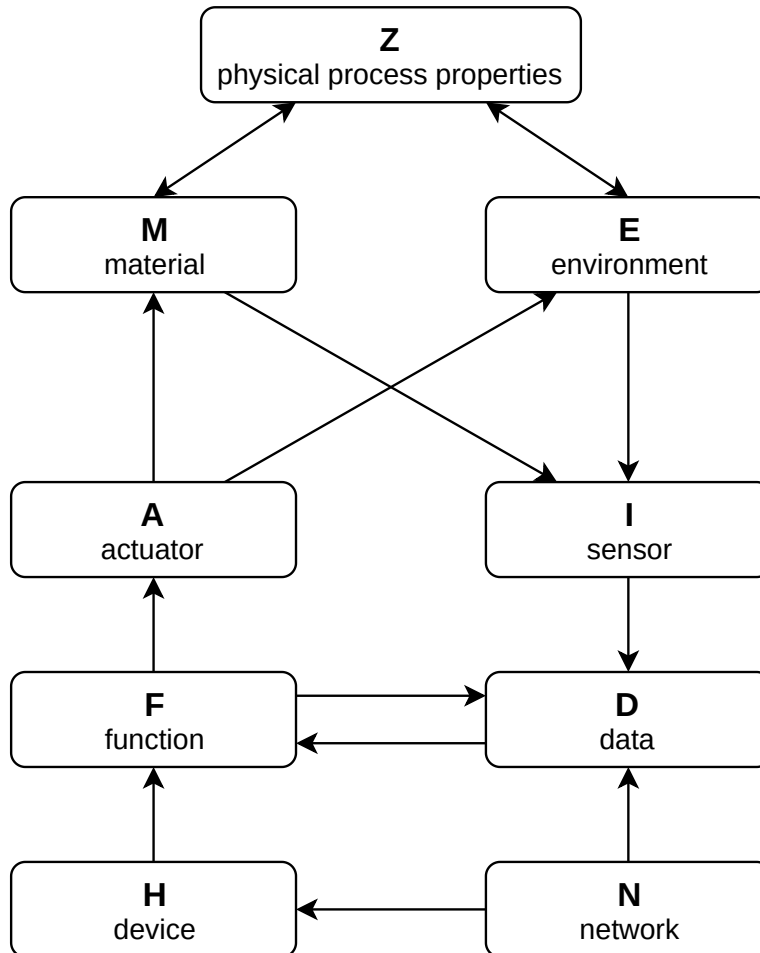 Z
physical process properties
M
material
E
environment
A
actuator
I
sensor
F
function
D
data
H
device
N
network